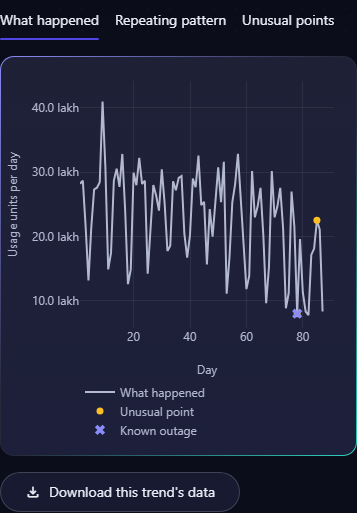 What happened Repeating pattern Unusual points
Usage units per day
40.0 lakh
30.0 lakh
20.0 lakh
10.0 lakh
20 40 60 80
Day
What happened
Unusual point
Known outage
Download this trend's data